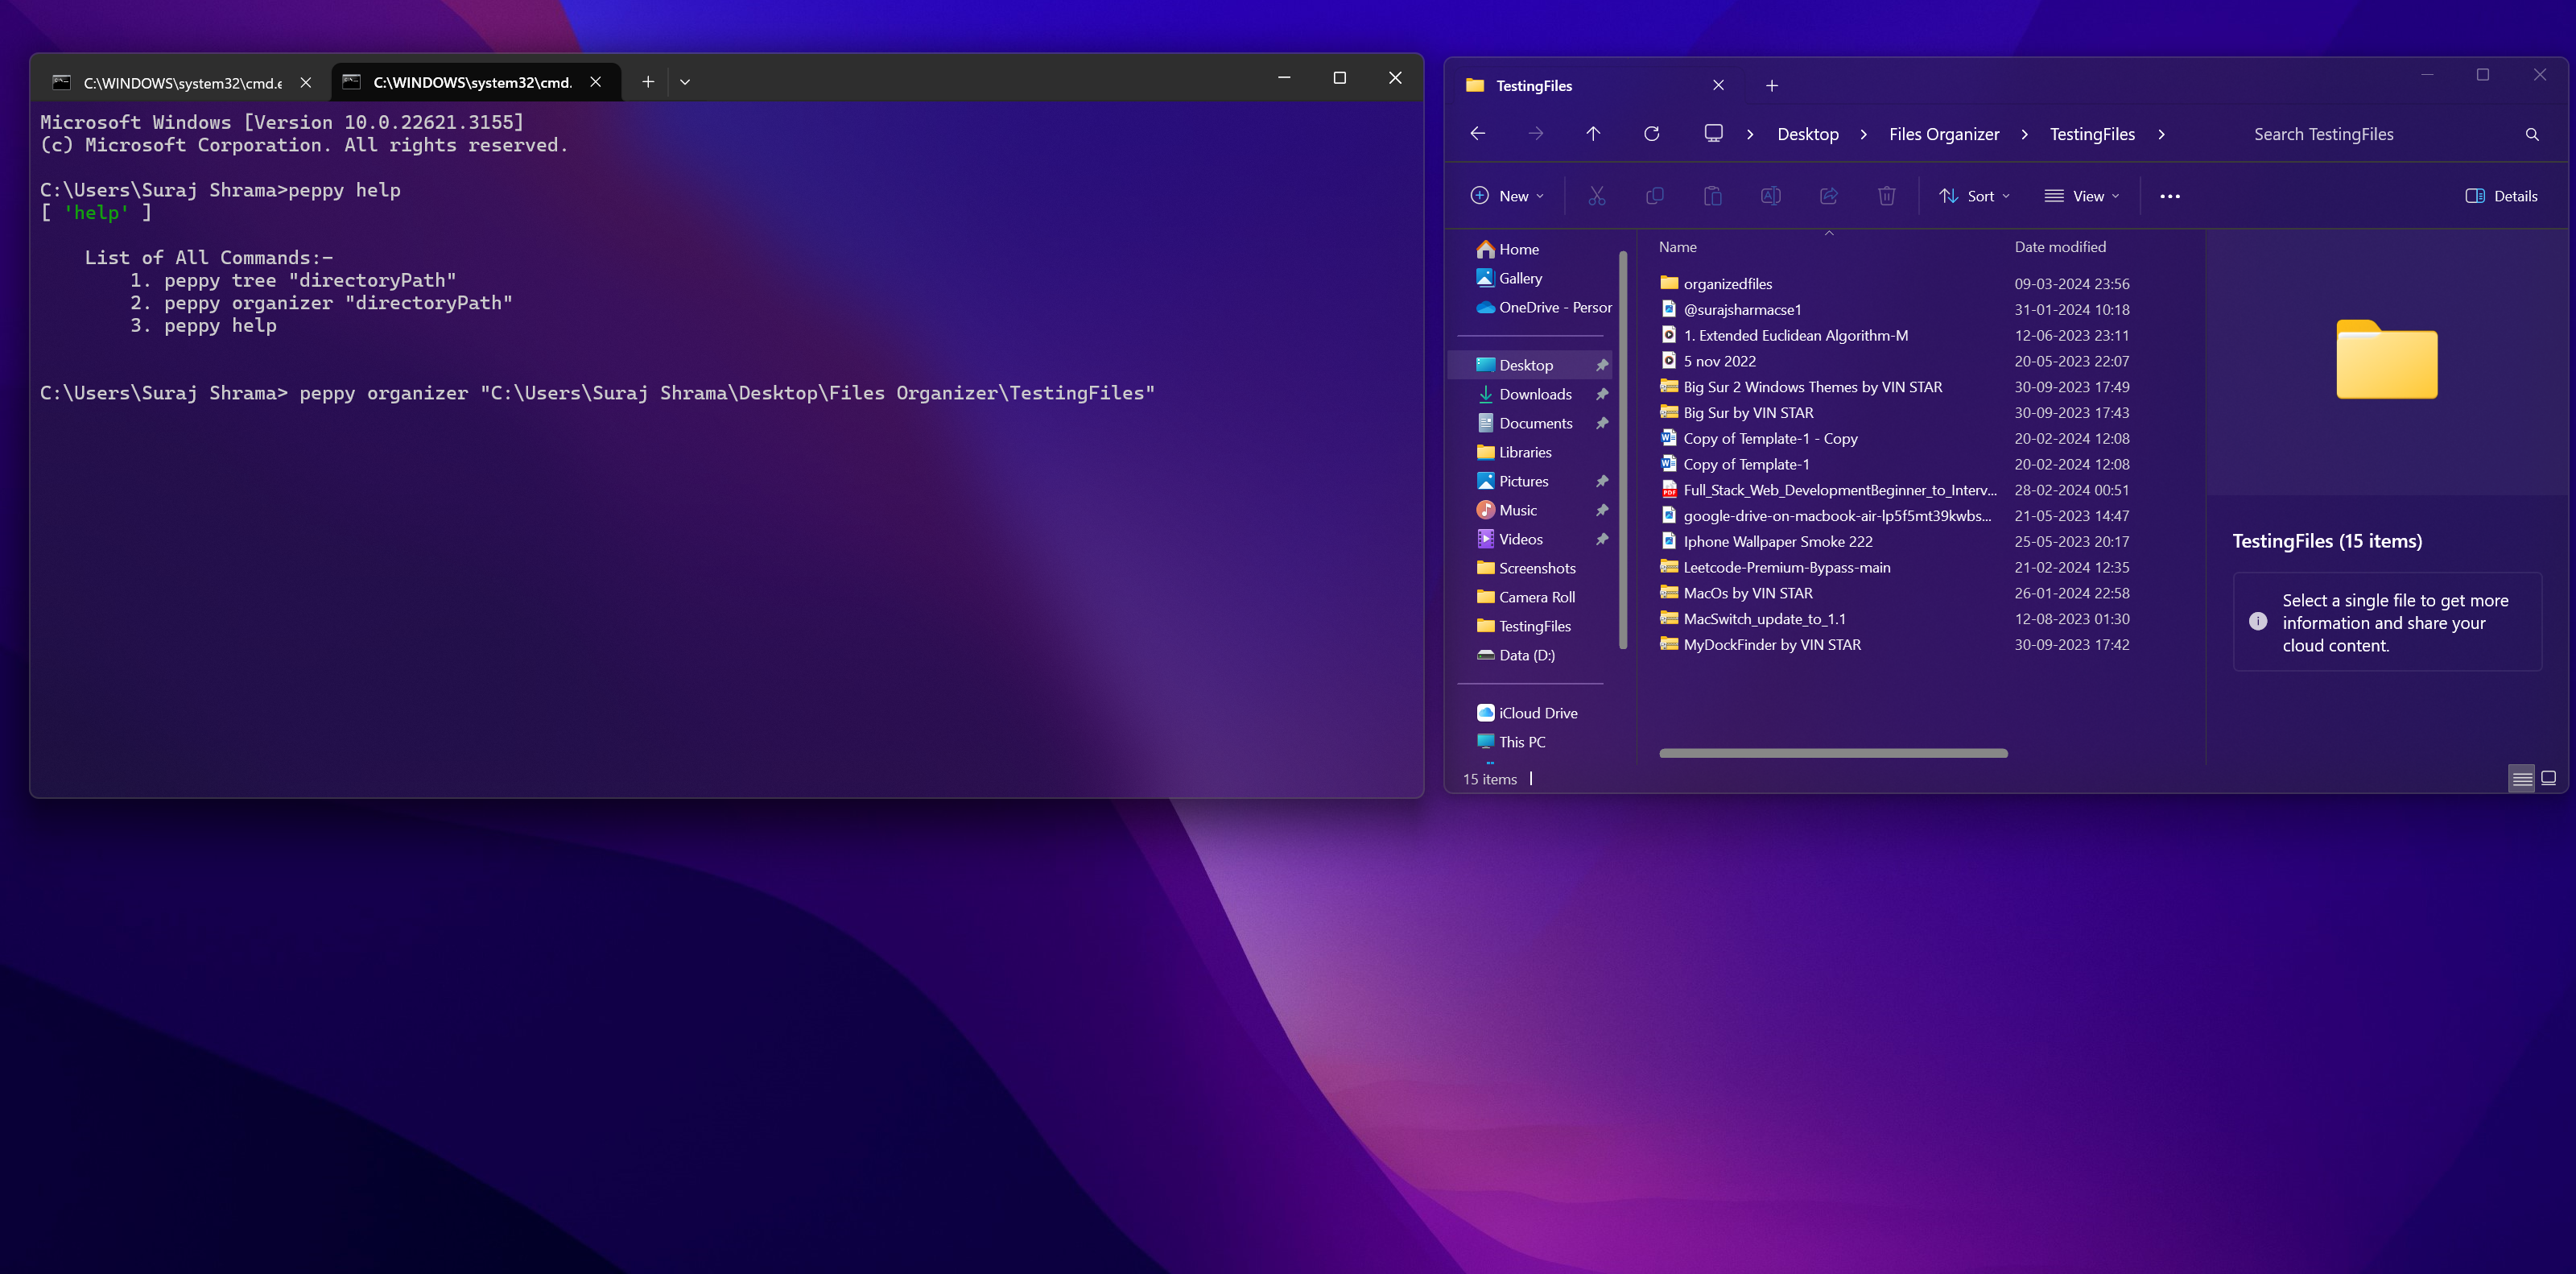 C:\WINDOWS\system32\cmd.e
C:\WINDOWS\system32\cmd.
Microsoft Windows [Version 10.0.22621.3155]
(c) Microsoft Corporation. All rights reserved.
C:\Users\Suraj Shrama>peppy help
[ 'help' ]
List of All Commands:-
1. peppy tree "directoryPath"
2. peppy organizer "directoryPath"
3. peppy help
C:\Users\Suraj Shrama> peppy organizer "C:\Users\Suraj Shrama\Desktop\Files Organizer\TestingFiles"
TestingFiles
Desktop > Files Organizer > TestingFiles >
Search TestingFiles
New
Sort
View
Details
Home
Gallery
OneDrive - Persor
Desktop
Downloads
Documents
Libraries
Pictures
Music
Videos
Screenshots
Camera Roll
TestingFiles
Data (D:)
iCloud Drive
This PC
Name Date modified
organizedfiles 09-03-2024 23:56
@surajsharmacse1 31-01-2024 10:18
1. Extended Euclidean Algorithm-M 12-06-2023 23:11
5 nov 2022 20-05-2023 22:07
Big Sur 2 Windows Themes by VIN STAR 30-09-2023 17:49
Big Sur by VIN STAR 30-09-2023 17:43
Copy of Template-1 - Copy 20-02-2024 12:08
Copy of Template-1 20-02-2024 12:08
Full_Stack_Web_DevelopmentBeginner_to_Interv... 28-02-2024 00:51
google-drive-on-macbook-air-lp5f5mt39kwbs... 21-05-2023 14:47
Iphone Wallpaper Smoke 222 25-05-2023 20:17
Leetcode-Premium-Bypass-main 21-02-2024 12:35
MacOs by VIN STAR 26-01-2024 22:58
MacSwitch_update_to_1.1 12-08-2023 01:30
MyDockFinder by VIN STAR 30-09-2023 17:42
TestingFiles (15 items)
Select a single file to get more
information and share your
cloud content.
15 items